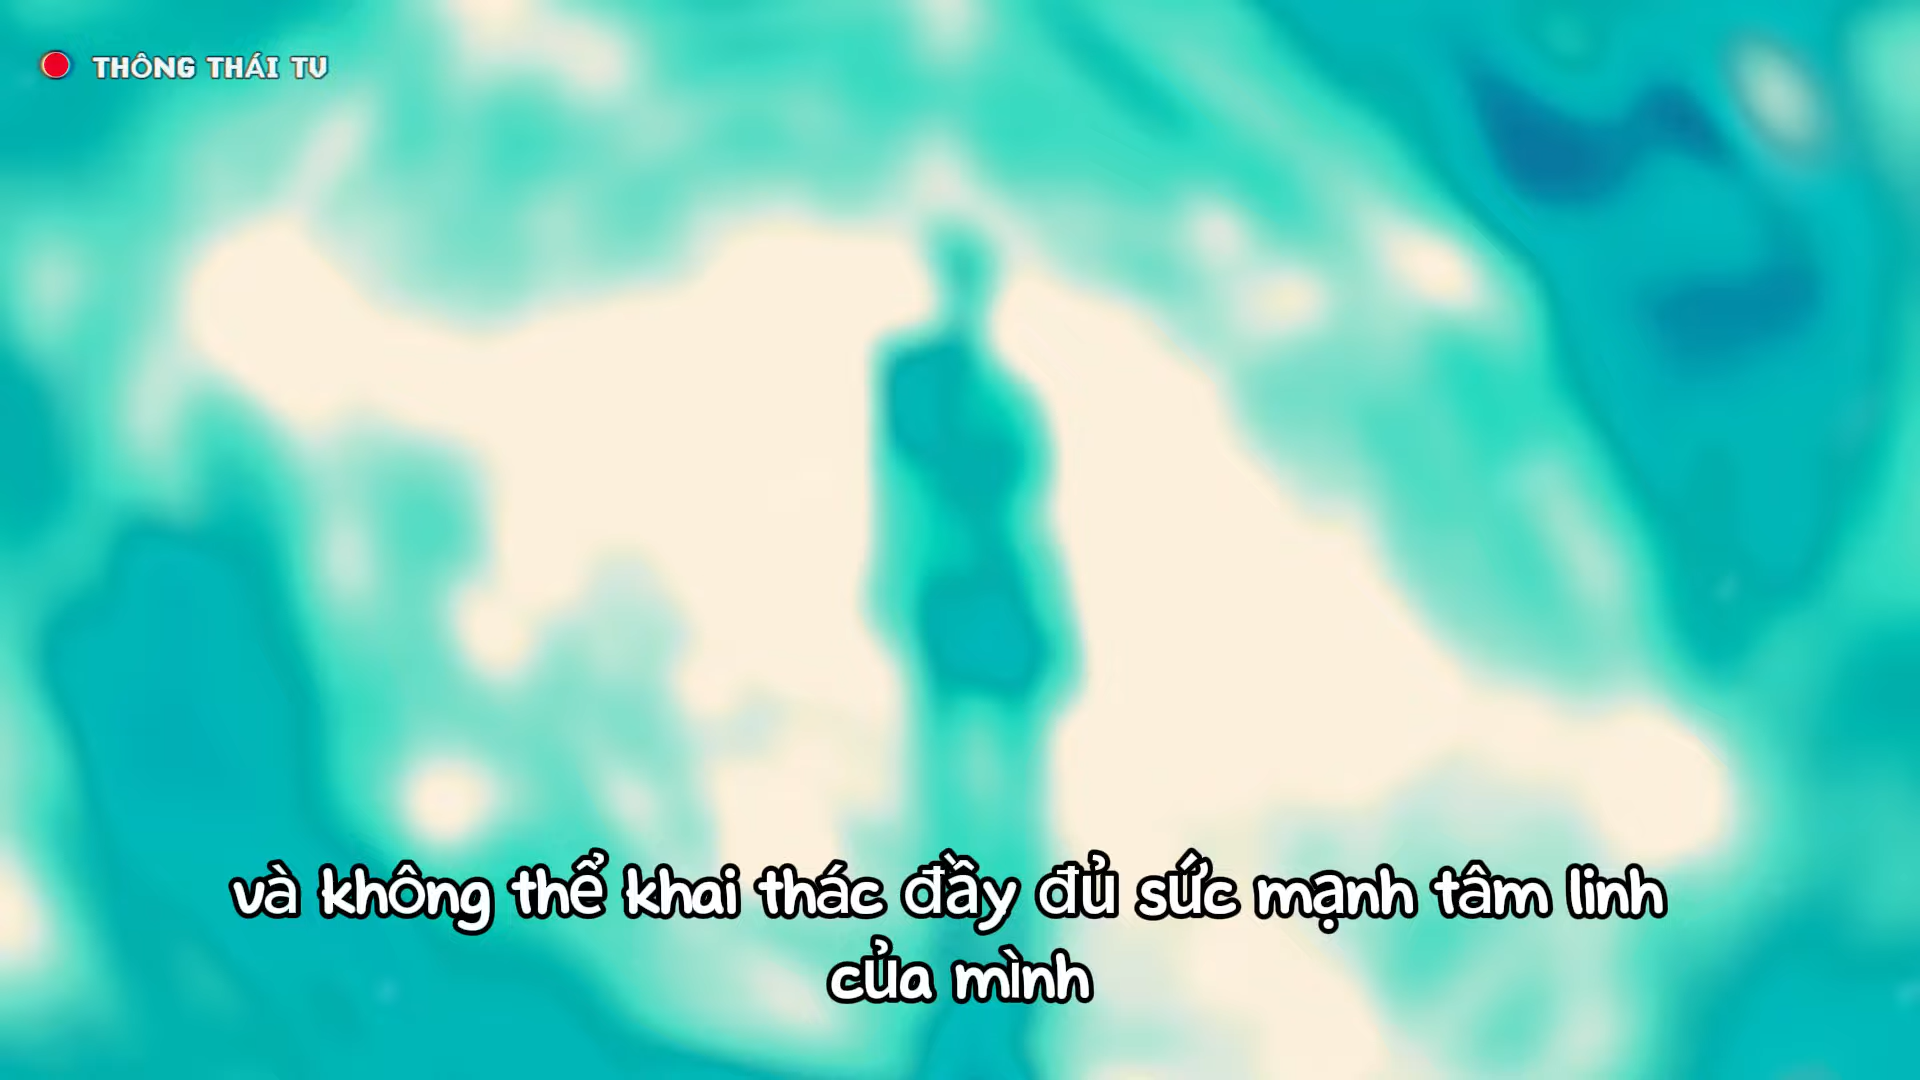 THÔNG THÁI TV
và không thể khai thác đầy đủ sức mạnh tâm linh
của mình